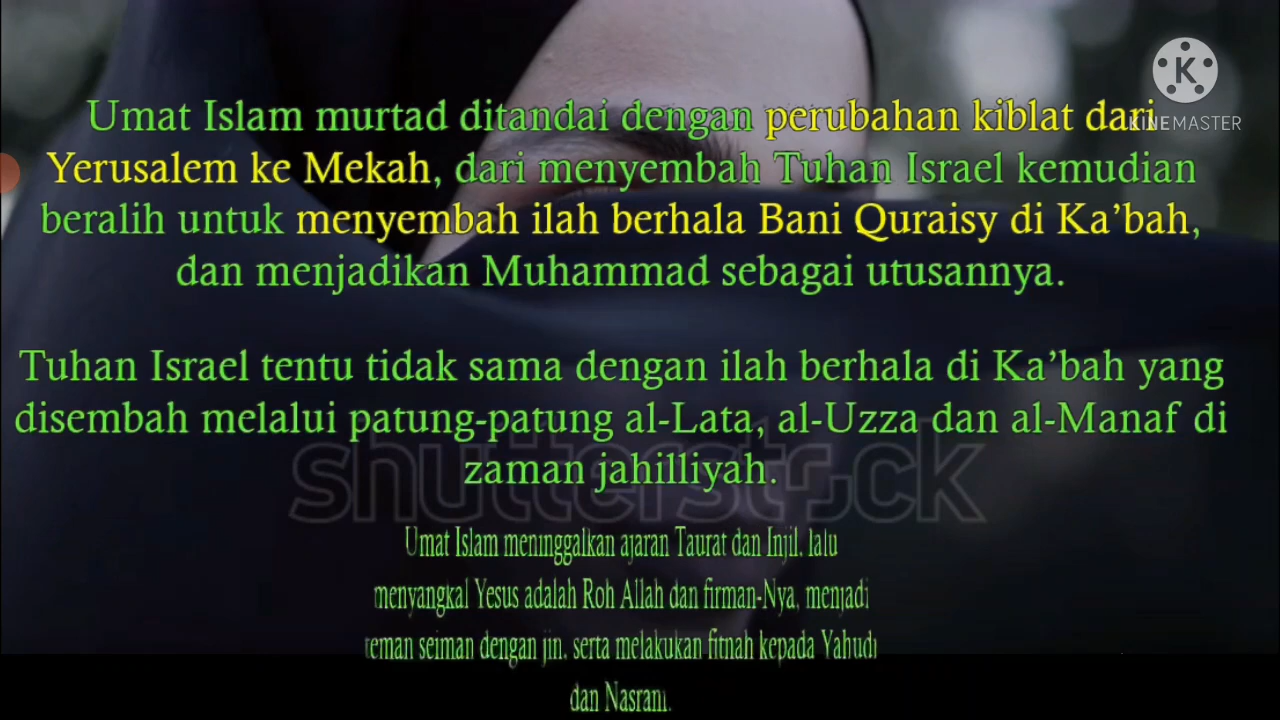 Umat Islam murtad ditandai dengan perubahan kiblat dari
Yerusalem ke Mekah, dari menyembah Tuhan Israel kemudian
beralih untuk menyembah ilah berhala Bani Quraisy di Ka'bah,
dan menjadikan Muhammad sebagai utusannya.
Tuhan Israel tentu tidak sama dengan ilah berhala di Ka'bah yang
disembah melalui patung-patung al-Lata, al-Uzza dan al-Manaf di
zaman jahilliyah.
Umat Islam meninggalkan ajaran Taurat dan Injil, lalu
menyangkal Yesus adalah Roh Allah dan firman-Nya, menjadi
teman seiman dengan jin, serta melakukan fitnah kepada Yahudi
dan Nasrani.
K
KINEMASTER
shutterstock